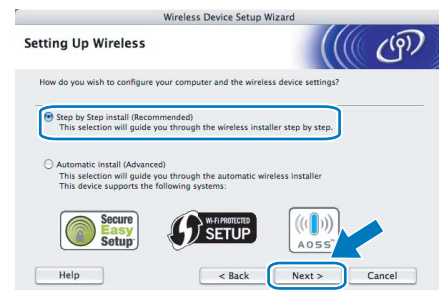 Wireless Device Setup Wizard
Setting Up Wireless
How do you wish to configure your computer and the wireless device settings?
Step by Step install (Recommended)
This selection will guide you through the wireless installer step by step.
Automatic install (Advanced)
This selection will guide you through the automatic wireless installer
This device supports the following systems:
Secure
Easy
Setup
WI-FI PROTECTED
SETUP
AOSS™
Help
< Back
Next >
Cancel